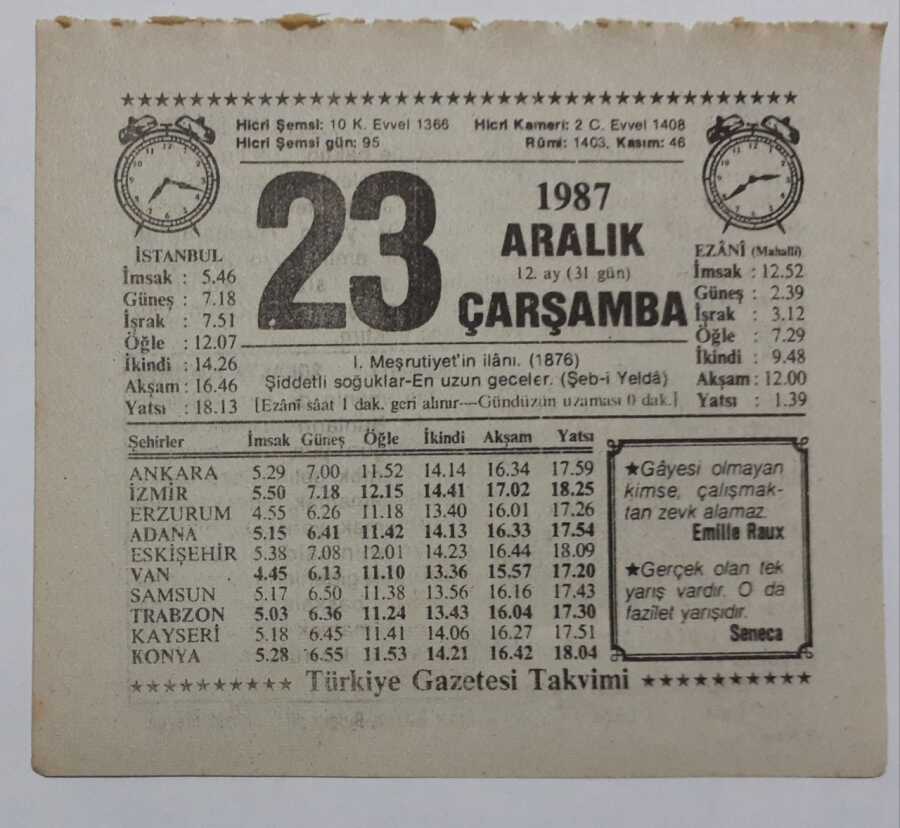 Hicrî Şemsî: 10 K. Evvel 1366 Hicrî Kamerî: 2 C. Evvel 1408
Hicrî Şemsi gün: 95 Rûmî: 1403, Kasım: 46
23
1987
ARALIK
12. ay (31 gün)
ÇARŞAMBA
İSTANBUL
İmsak : 5.46
Güneş : 7.18
İşrak : 7.51
Öğle : 12.07
İkindi : 14.26
Akşam : 16.46
Yatsı : 18.13
EZÂNÎ (Mahallî)
İmsak : 12.52
Güneş : 2.39
İşrak : 3.12
Öğle : 7.29
İkindi : 9.48
Akşam : 12.00
Yatsı : 1.39
I. Meşrutiyet'in ilânı. (1876)
Şiddetli soğuklar-En uzun geceler. (Şeb-i Yeldâ)
[Ezânî sâat 1 dak. geri alınır---Gündüzün uzaması 0 dak.]
Şehirler İmsak Güneş Öğle İkindi Akşam Yatsı
ANKARA 5.29 7.00 11.52 14.14 16.34 17.59
İZMİR 5.50 7.18 12.15 14.41 17.02 18.25
ERZURUM 4.55 6.26 11.18 13.40 16.01 17.26
ADANA 5.15 6.41 11.42 14.13 16.33 17.54
ESKİŞEHİR 5.38 7.08 12.01 14.23 16.44 18.09
VAN 4.45 6.13 11.10 13.36 15.57 17.20
SAMSUN 5.17 6.50 11.38 13.56 16.16 17.43
TRABZON 5.03 6.36 11.24 13.43 16.04 17.30
KAYSERİ 5.18 6.45 11.41 14.06 16.27 17.51
KONYA 5.28 6.55 11.53 14.21 16.42 18.04
★Gâyesi olmayan
kimse, çalışmak-
tan zevk alamaz.
Emille Raux
★Gerçek olan tek
yarış vardır. O da
fazîlet yarışıdır.
Seneca
★★★★★★★★★★ Türkiye Gazetesi Takvimi ★★★★★★★★★★